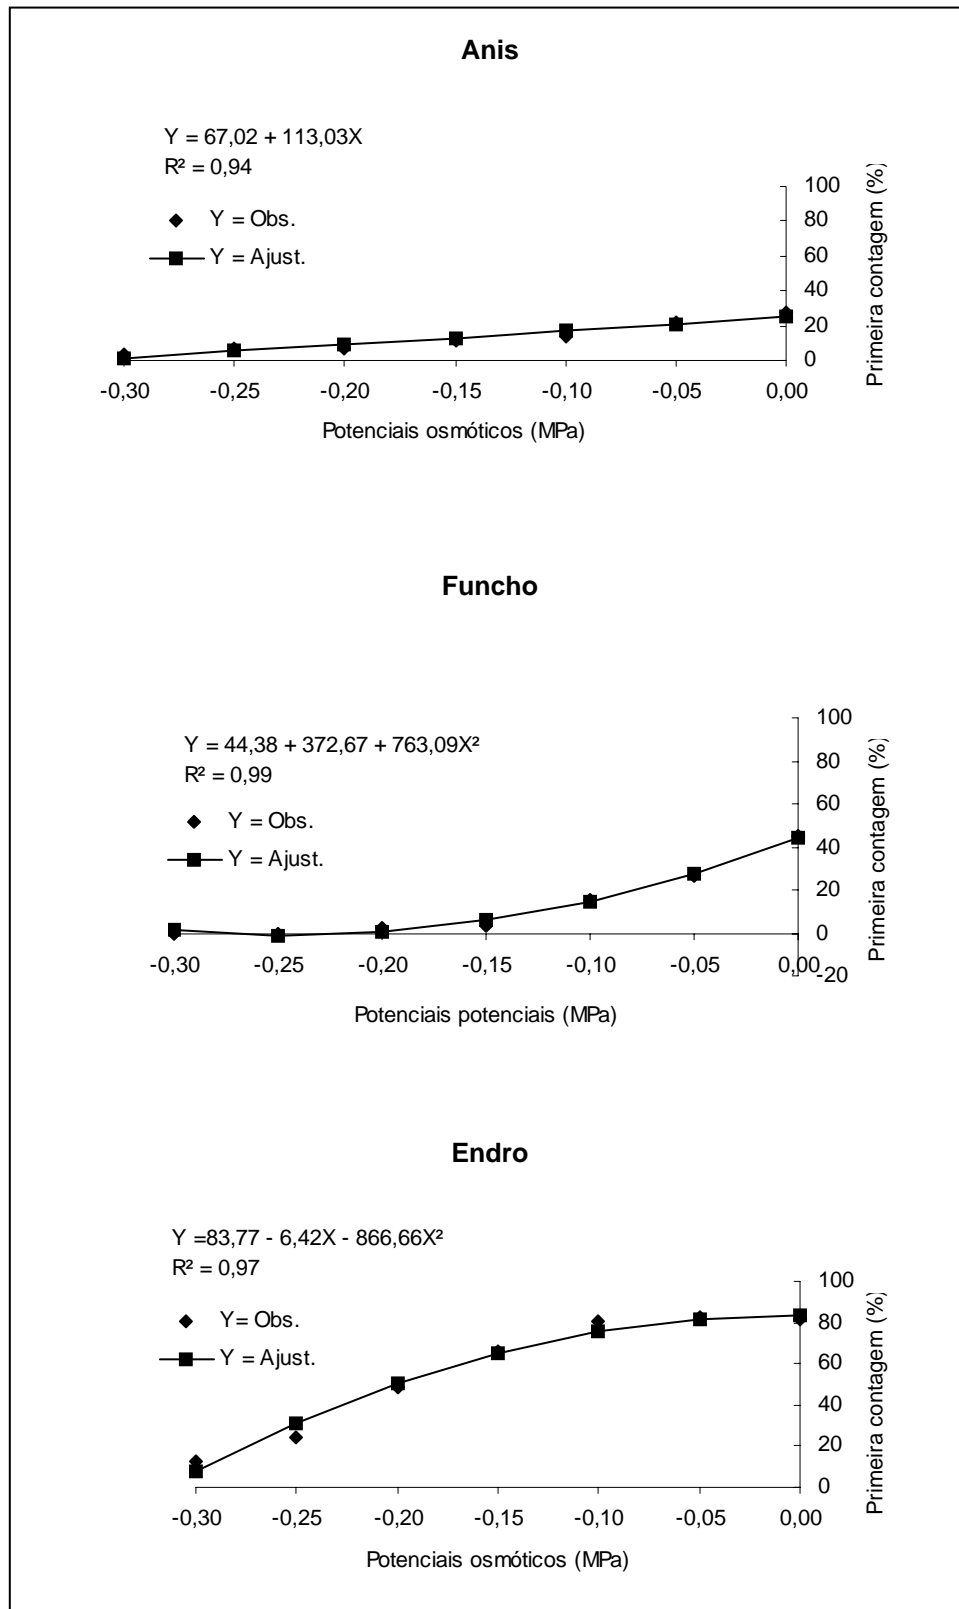 Anis
Y = 67,02 + 113,03X
R² = 0,94
Y = Obs.
Y = Ajust.
100
80
60
40
20
0
Primeira contagem (%)
-0,30 -0,25 -0,20 -0,15 -0,10 -0,05 0,00
Potenciais osmóticos (MPa)
Funcho
Y = 44,38 + 372,67 + 763,09X²
R² = 0,99
Y = Obs.
Y = Ajust.
100
80
60
40
20
0
-20
Primeira contagem (%)
-0,30 -0,25 -0,20 -0,15 -0,10 -0,05 0,00
Potenciais potenciais (MPa)
Endro
Y =83,77 - 6,42X - 866,66X²
R² = 0,97
Y= Obs.
Y = Ajust.
100
80
60
40
20
0
Primeira contagem (%)
-0,30 -0,25 -0,20 -0,15 -0,10 -0,05 0,00
Potenciais osmóticos (MPa)